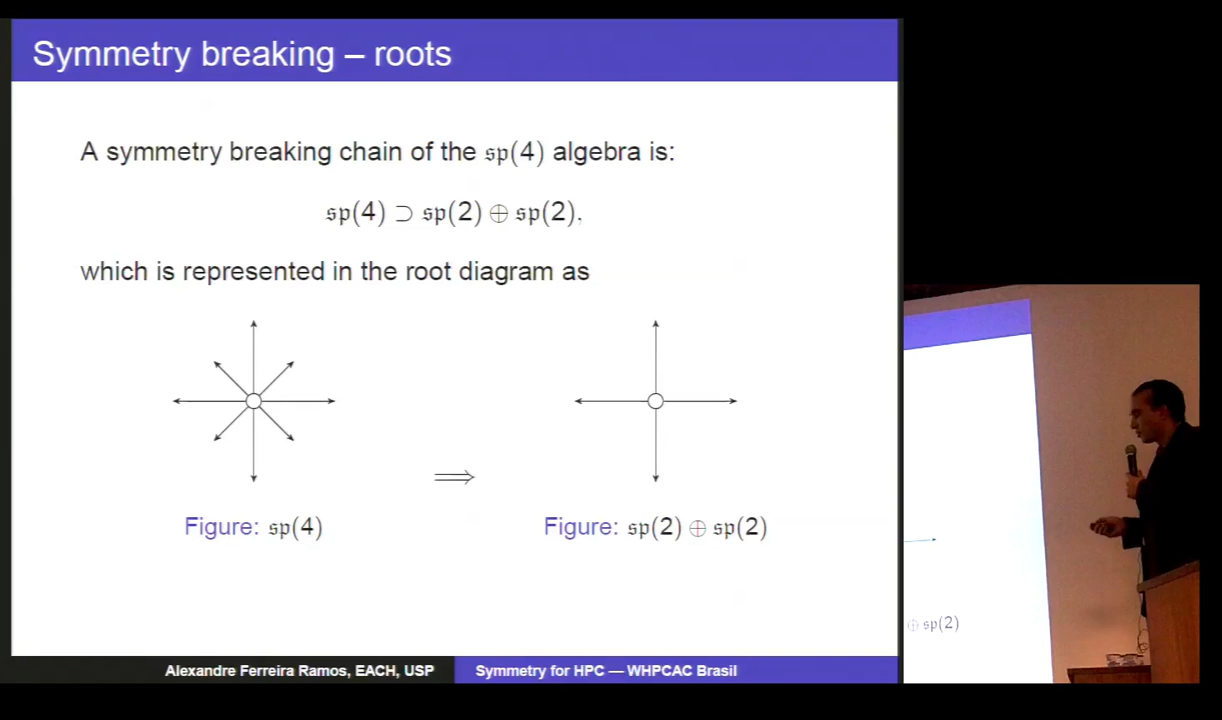 Symmetry breaking – roots
A symmetry breaking chain of the 𝔰𝔭(4) algebra is:
𝔰𝔭(4) ⊃ 𝔰𝔭(2) ⊕ 𝔰𝔭(2),
which is represented in the root diagram as
⟹
Figure: 𝔰𝔭(4)
Figure: 𝔰𝔭(2) ⊕ 𝔰𝔭(2)
⊕ 𝔰𝔭(2)
Alexandre Ferreira Ramos, EACH, USP
Symmetry for HPC — WHPCAC Brasil